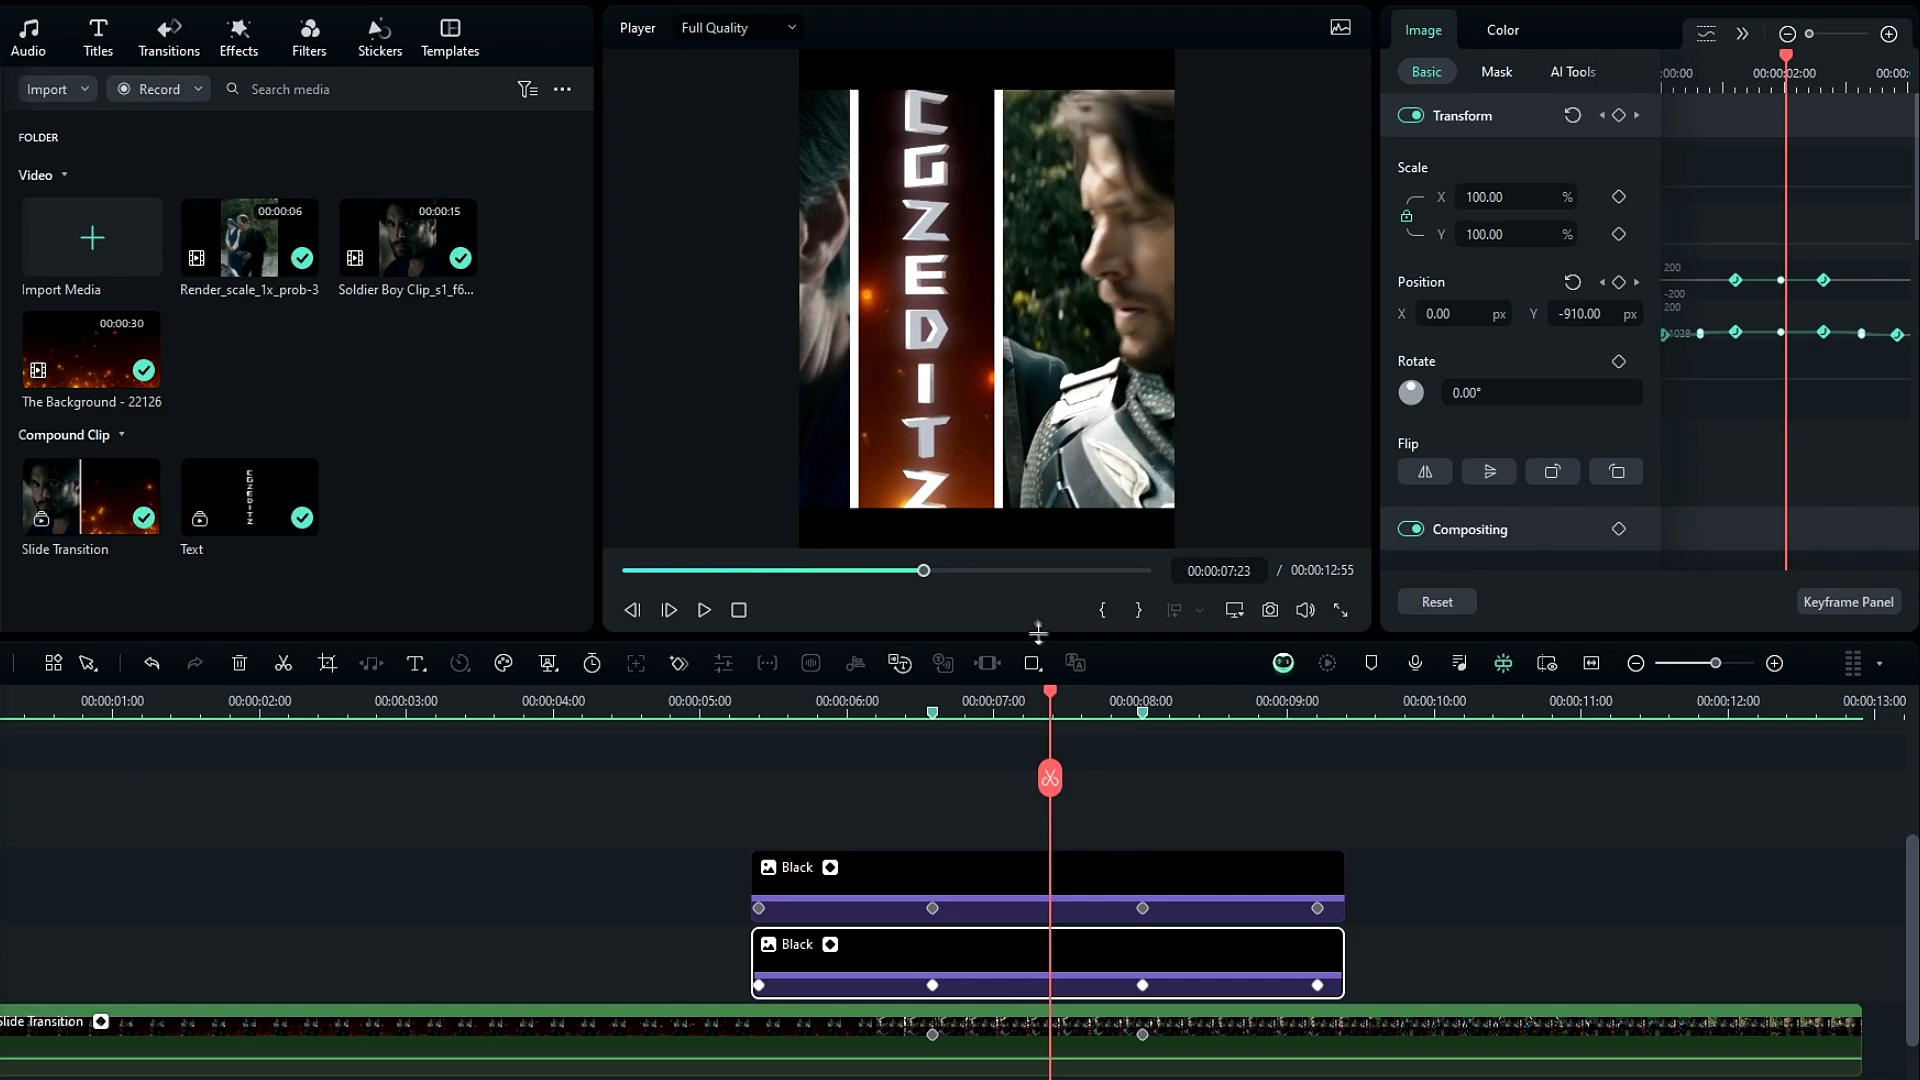 Audio
Titles
Transitions
Effects
Filters
Stickers
Templates
Import
Record
Search media
FOLDER
Video
00:00:06
00:00:15
Import Media
Render_scale_1x_prob-3
Soldier Boy Clip_s1_f6...
00:00:30
The Background - 22126
Compound Clip
Slide Transition
Text
Player
Full Quality
CGZEDITZ
00:00:07:23
/ 00:00:12:55
Image
Color
Basic
Mask
AI Tools
:00:00
00:00:02:00
00:00:
Transform
Scale
X 100.00 %
Y 100.00 %
Position
X 0.00 px Y -910.00 px
Rotate
0.00°
Flip
Compositing
200
-200
200
Reset
Keyframe Panel
00:00:01:00
00:00:02:00
00:00:03:00
00:00:04:00
00:00:05:00
00:00:06:00
00:00:07:00
00:00:08:00
00:00:09:00
00:00:10:00
00:00:11:00
00:00:12:00
00:00:13:00
Black
Black
Slide Transition